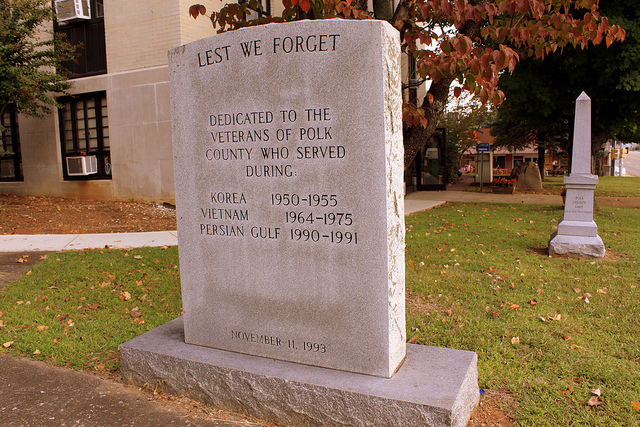 LEST WE FORGET
DEDICATED TO THE
VETERANS OF POLK
COUNTY WHO SERVED
DURING:
KOREA 1950-1955
VIETNAM 1964-1975
PERSIAN GULF 1990-1991
NOVEMBER 11, 1993